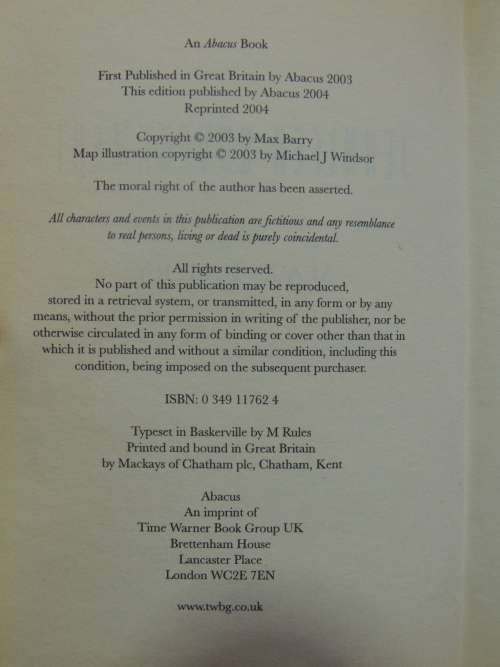 An Abacus Book
First Published in Great Britain by Abacus 2003
This edition published by Abacus 2004
Reprinted 2004
Copyright © 2003 by Max Barry
Map illustration copyright © 2003 by Michael J Windsor
The moral right of the author has been asserted.
All characters and events in this publication are fictitious and any resemblance
to real persons, living or dead is purely coincidental.
All rights reserved.
No part of this publication may be reproduced,
stored in a retrieval system, or transmitted, in any form or by any
means, without the prior permission in writing of the publisher, nor be
otherwise circulated in any form of binding or cover other than that in
which it is published and without a similar condition, including this
condition, being imposed on the subsequent purchaser.
ISBN: 0 349 11762 4
Typeset in Baskerville by M Rules
Printed and bound in Great Britain
by Mackays of Chatham plc, Chatham, Kent
Abacus
An imprint of
Time Warner Book Group UK
Brettenham House
Lancaster Place
London WC2E 7EN
www.twbg.co.uk